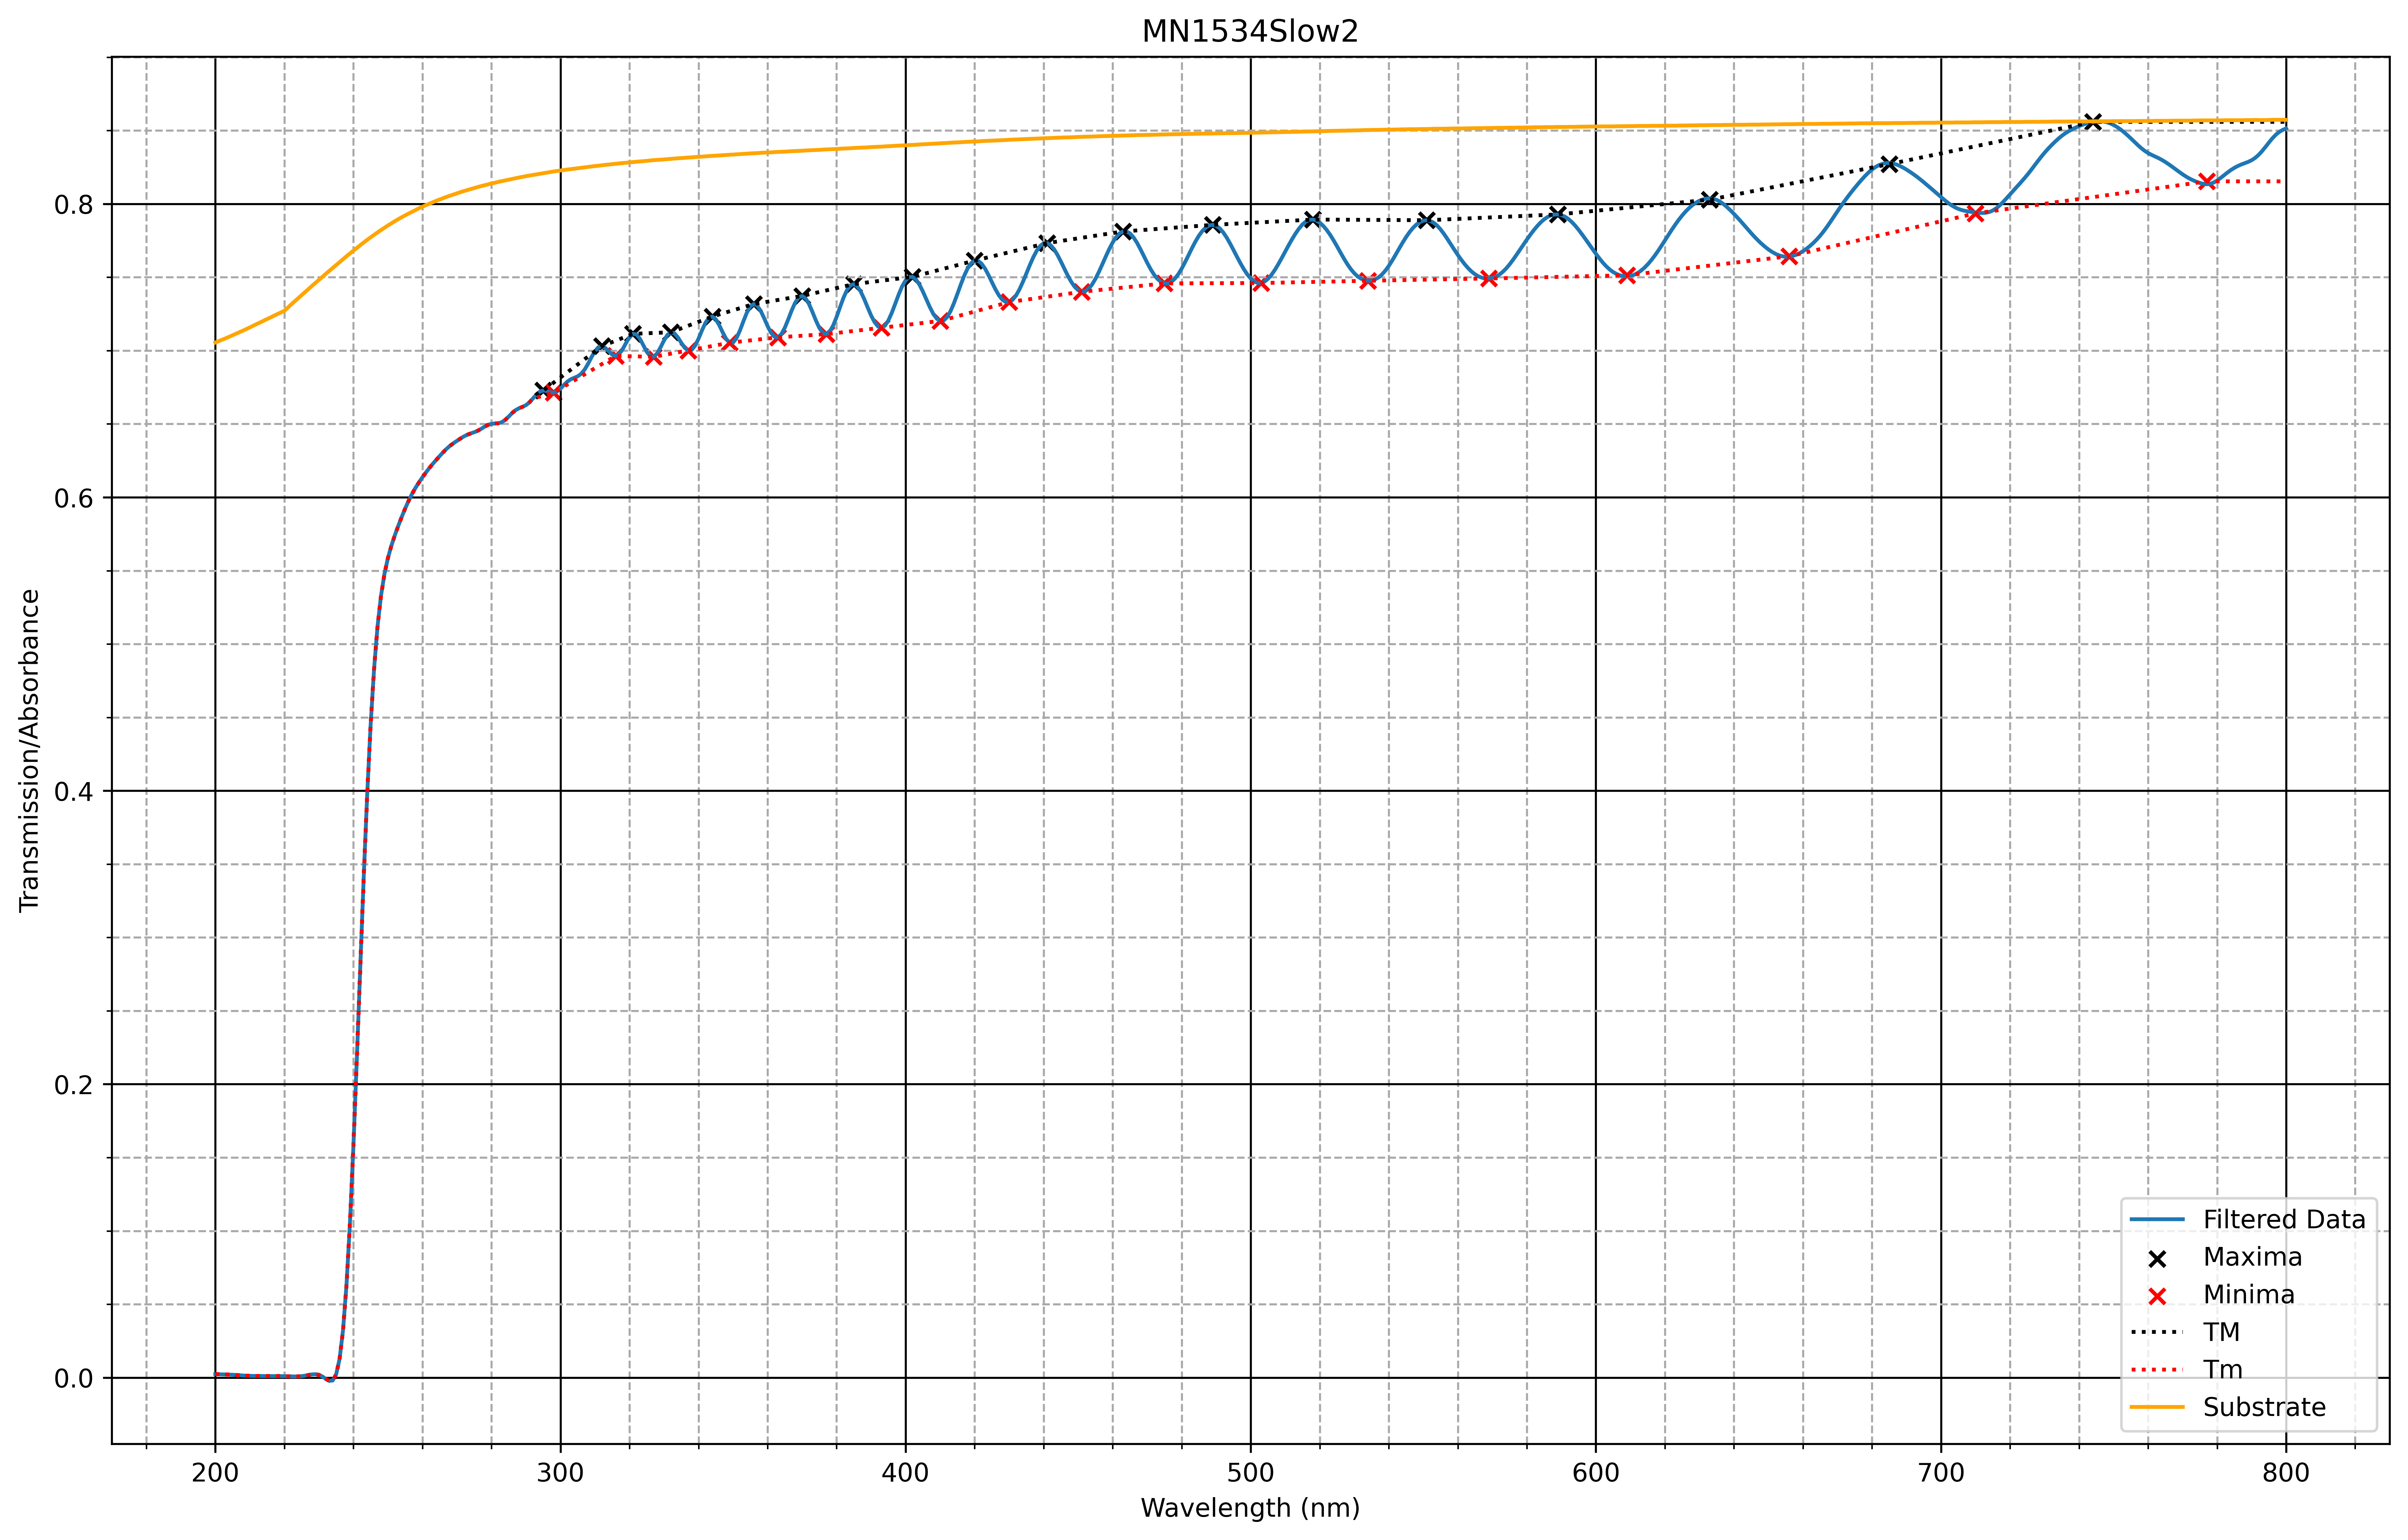 MN1534Slow2
Transmission/Absorbance
0.8
0.6
0.4
0.2
0.0
200 300 400 500 600 700 800
Wavelength (nm)
Filtered Data
Maxima
Minima
TM
Tm
Substrate